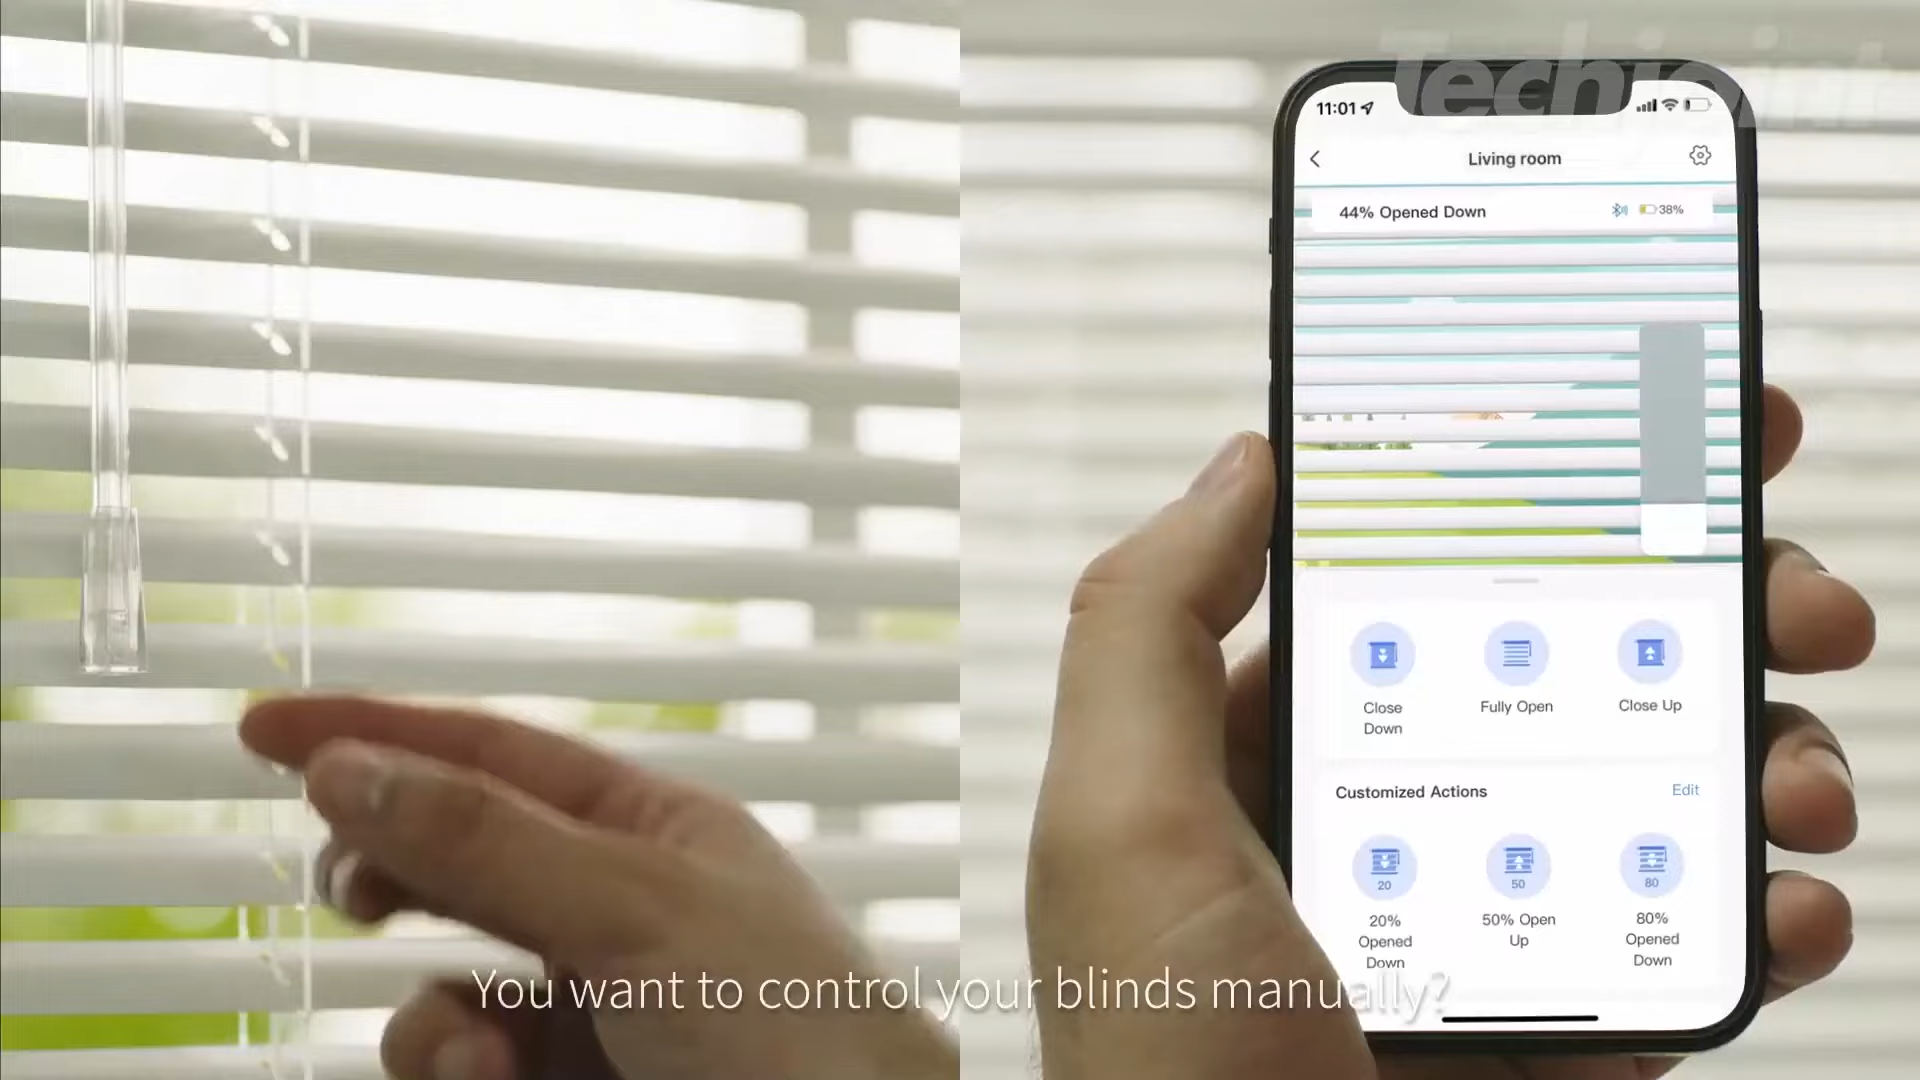 Techjoint
11:01
Living room
44% Opened Down
38%
Close
Down
Fully Open
Close Up
Customized Actions
Edit
20
50
80
20%
Opened
Down
50% Open
Up
80%
Opened
Down
You want to control your blinds manually?